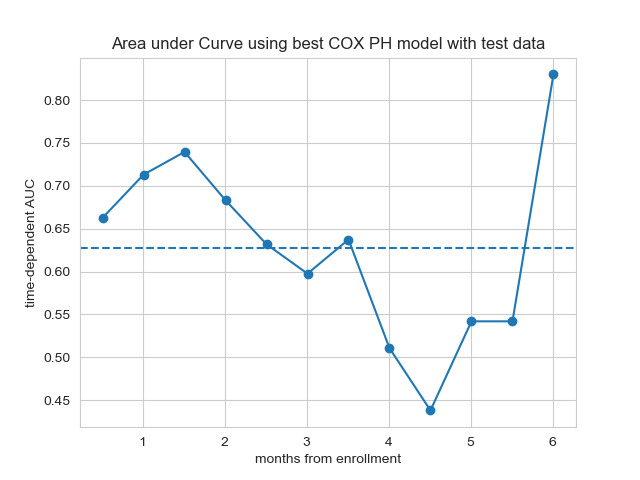 Area under Curve using best COX PH model with test data
time-dependent AUC
0.80
0.75
0.70
0.65
0.60
0.55
0.50
0.45
1 2 3 4 5 6
months from enrollment